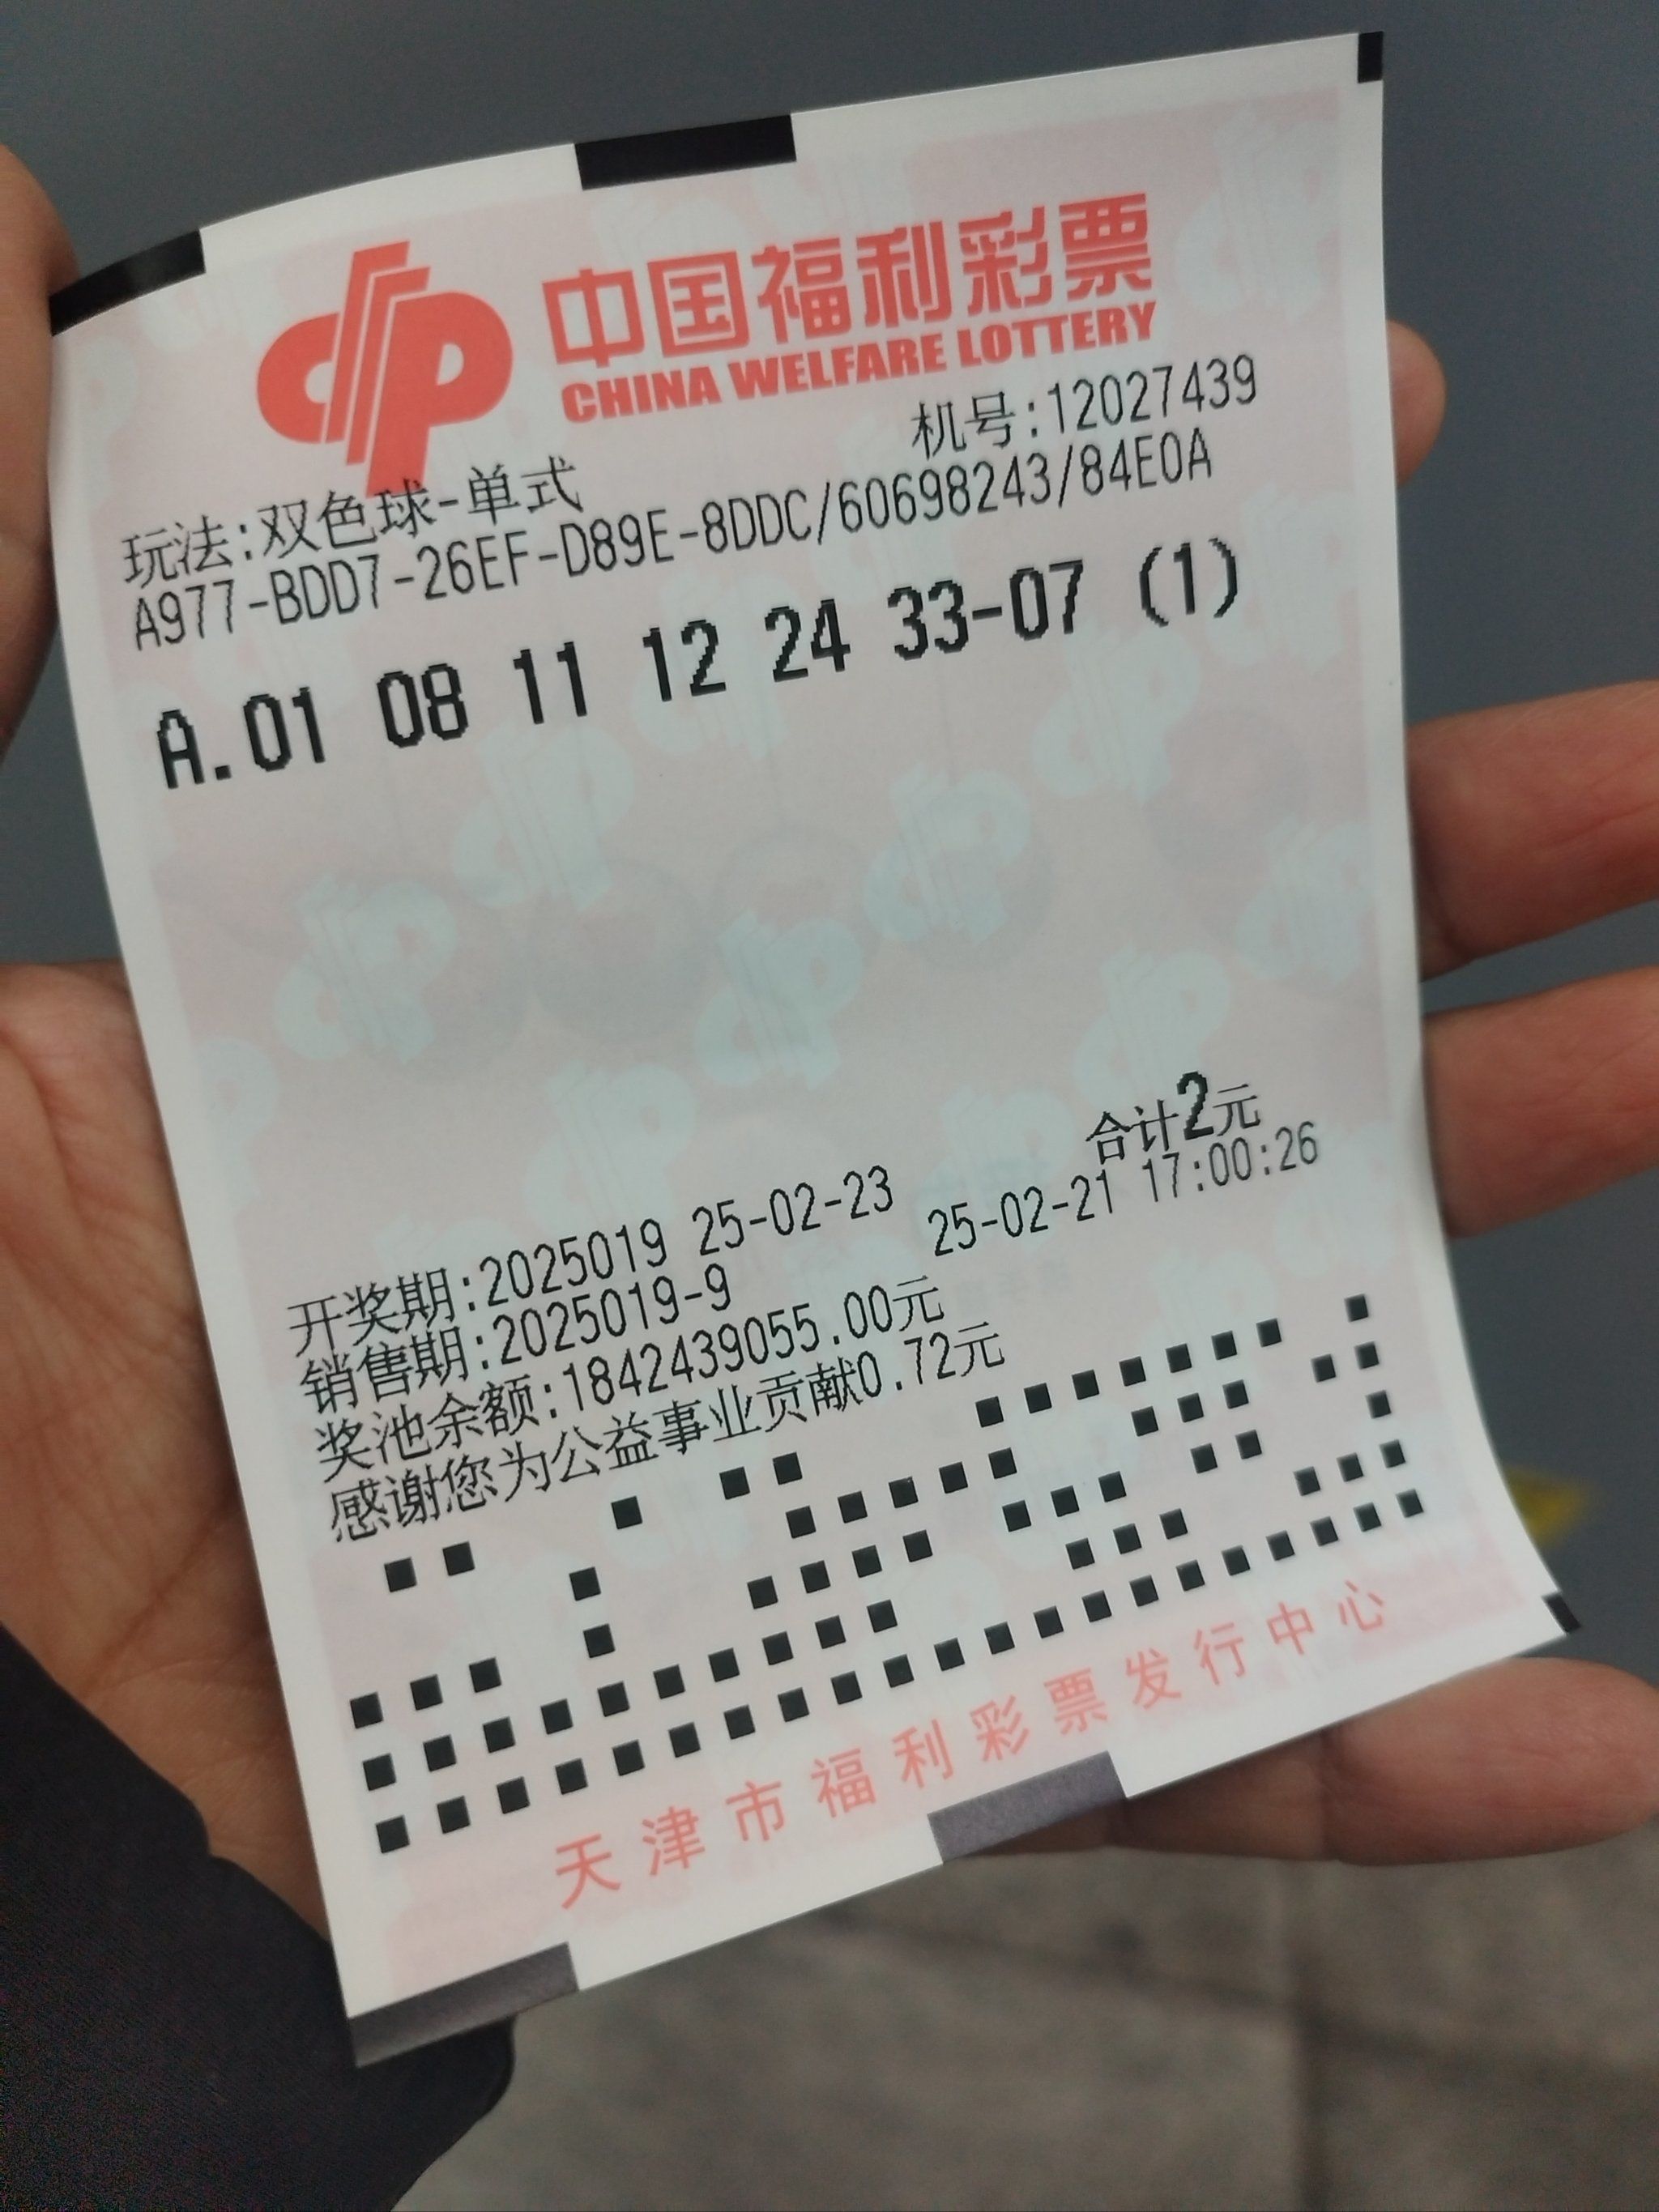 中国福利彩票
CHINA WELFARE LOTTERY
机号:12027439
玩法:双色球-单式
A977-BDD7-26EF-D89E-8DDC/60698243/84E0A
A.01 08 11 12 24 33-07 (1)
合计2元
开奖期:2025019 25-02-23 25-02-21 17:00:26
销售期:2025019-9
奖池余额:1842439055.00元
感谢您为公益事业贡献0.72元
天津市福利彩票发行中心